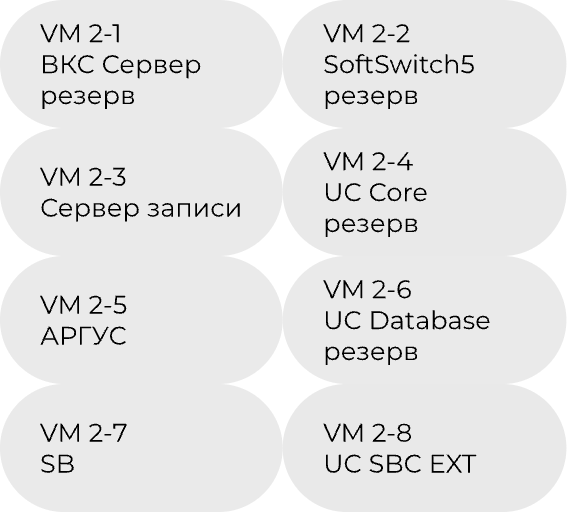 VM 2-1
ВКС Сервер
резерв
VM 2-2
SoftSwitch5
резерв
VM 2-3
Сервер записи
VM 2-4
UC Core
резерв
VM 2-5
АРГУС
VM 2-6
UC Database
резерв
VM 2-7
SB
VM 2-8
UC SBC EXT